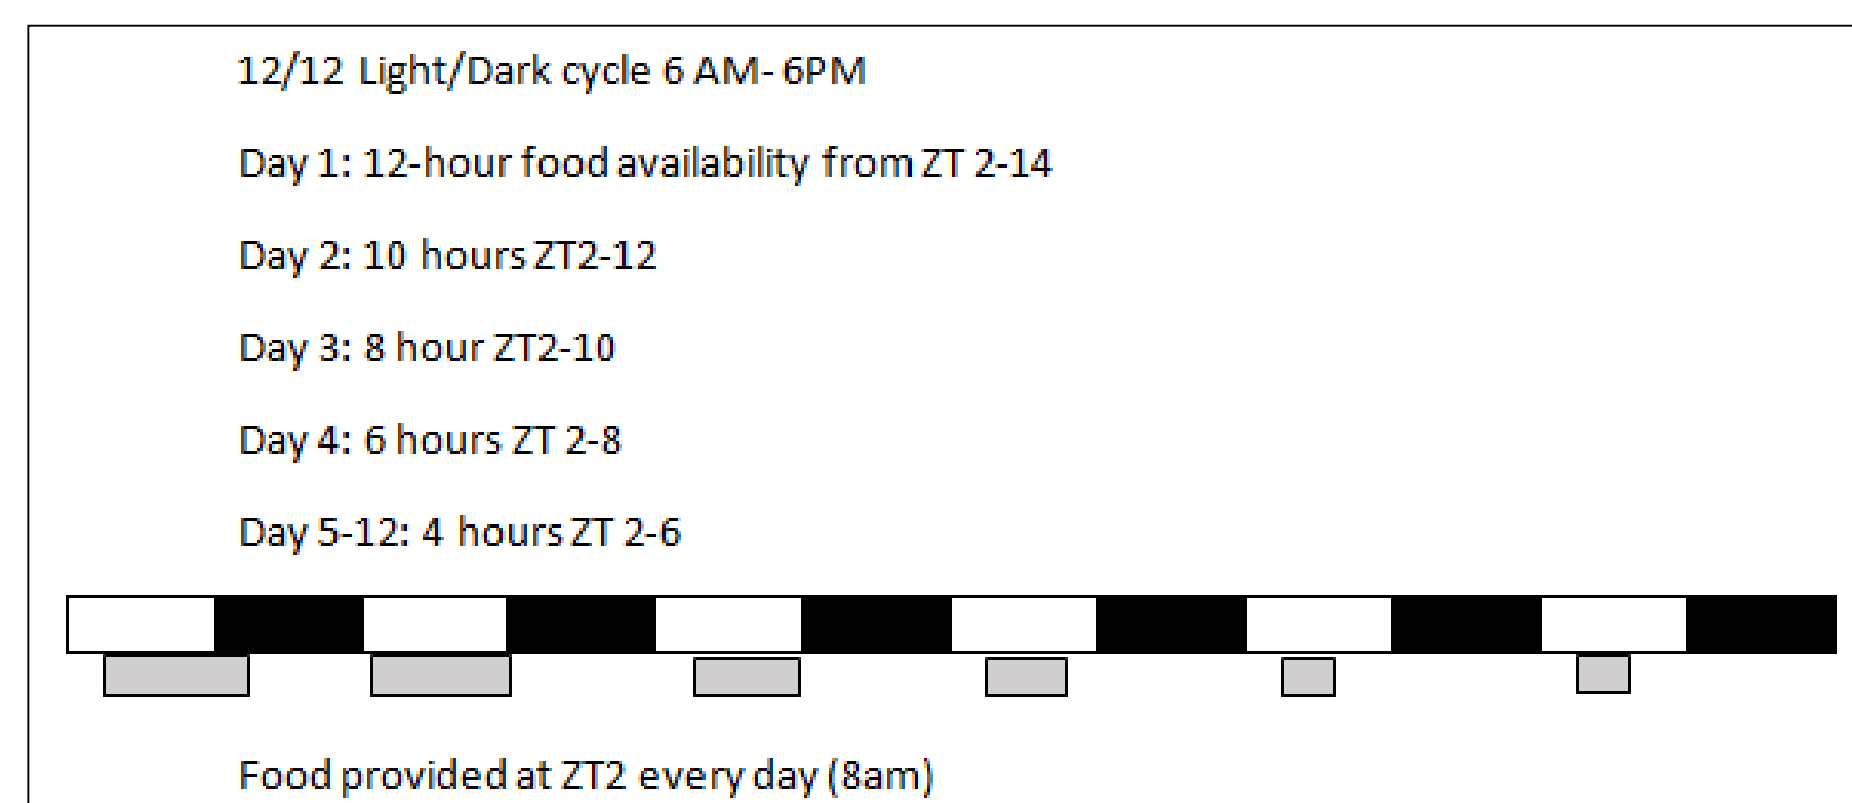 12/12 Light/Dark cycle 6 AM- 6PM
Day 1: 12-hour food availability from ZT 2-14
Day 2: 10 hours ZT2-12
Day 3: 8 hour ZT2-10
Day 4: 6 hours ZT 2-8
Day 5-12: 4 hours ZT 2-6
Food provided at ZT2 every day (8am)